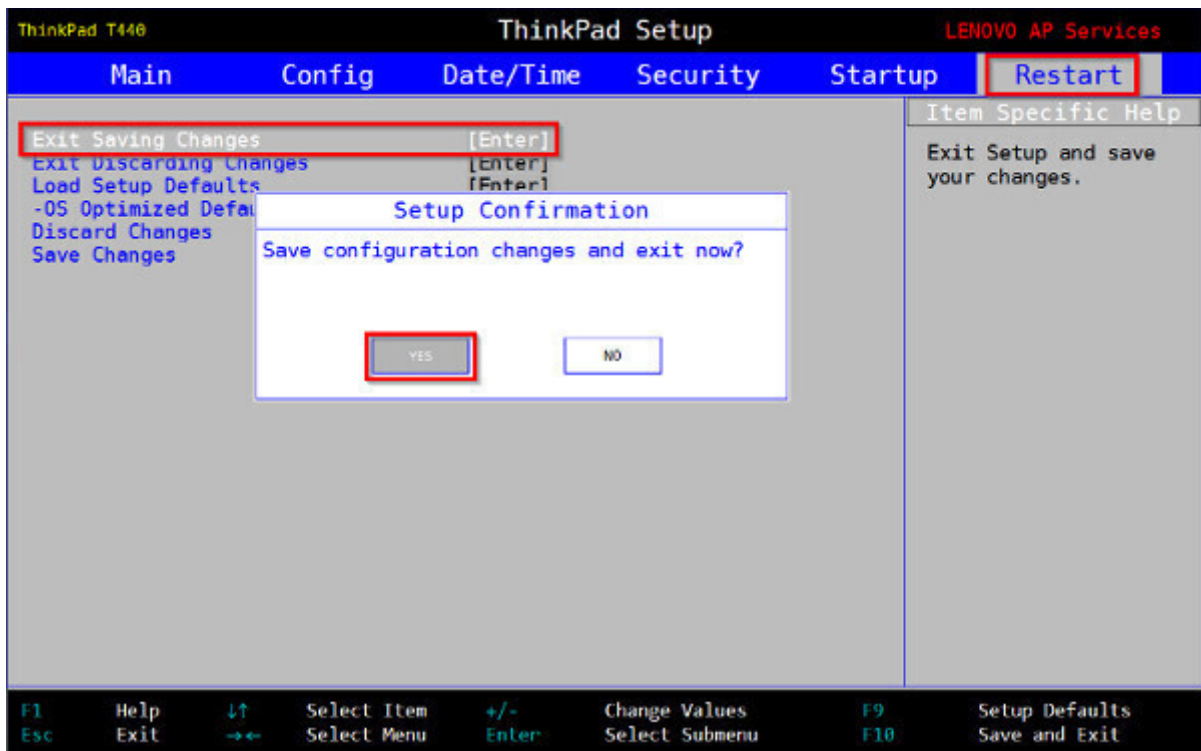 ThinkPad T440 ThinkPad Setup LENOVO AP Services
Main Config Date/Time Security Startup Restart
Item Specific Help
Exit Saving Changes [Enter]
Exit Discarding Changes [Enter]
Load Setup Defaults [Enter]
-OS Optimized Defau
Discard Changes
Save Changes
Exit Setup and save
your changes.
Setup Confirmation
Save configuration changes and exit now?
YES NO
F1 Help ↓↑ Select Item +/- Change Values F9 Setup Defaults
Esc Exit →← Select Menu Enter Select Submenu F10 Save and Exit